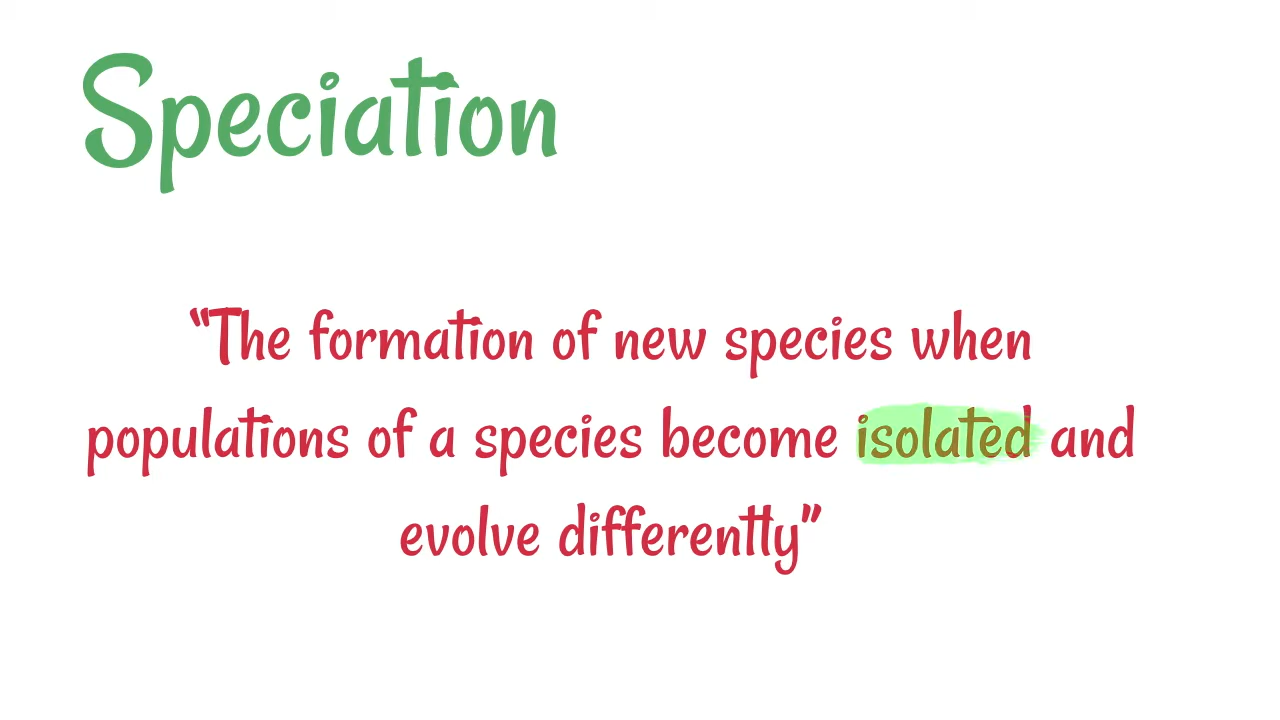 Speciation
“The formation of new species when
populations of a species become isolated and
evolve differently”